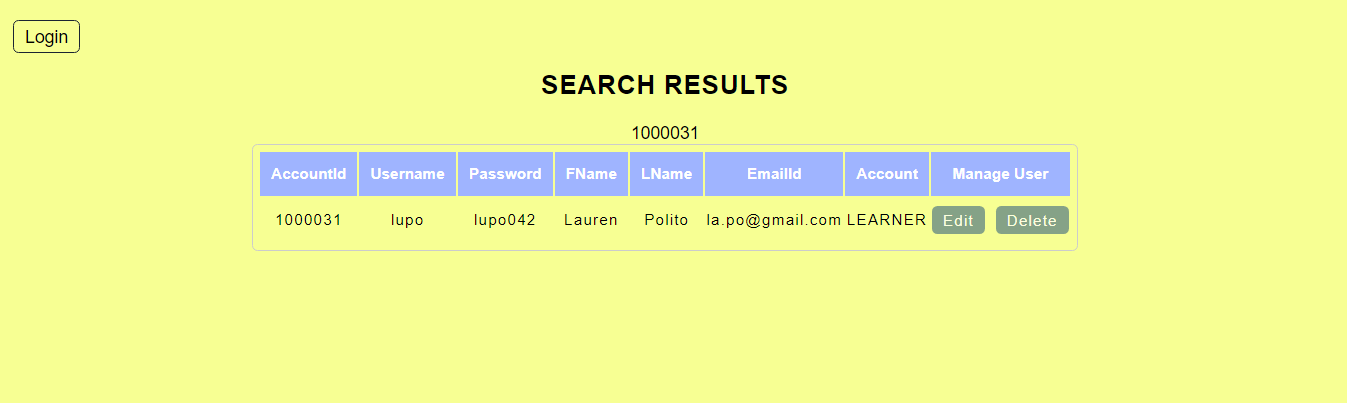 Login
SEARCH RESULTS
1000031
AccountId Username Password FName LName EmailId Account Manage User
1000031 lupo lupo042 Lauren Polito la.po@gmail.com LEARNER Edit Delete